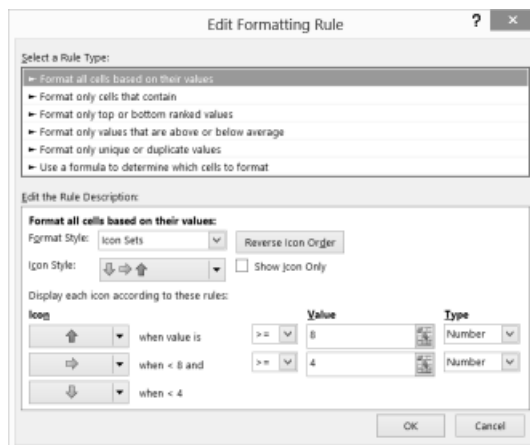 Edit Formatting Rule
? ×
Select a Rule Type:
► Format all cells based on their values
► Format only cells that contain
► Format only top or bottom ranked values
► Format only values that are above or below average
► Format only unique or duplicate values
► Use a formula to determine which cells to format
Edit the Rule Description:
Format all cells based on their values:
Format Style: Icon Sets Reverse Icon Order
Icon Style: Show Icon Only
Display each icon according to these rules:
Icon Value Type
when value is >= 8 Number
when < 8 and >= 4 Number
when < 4
OK Cancel